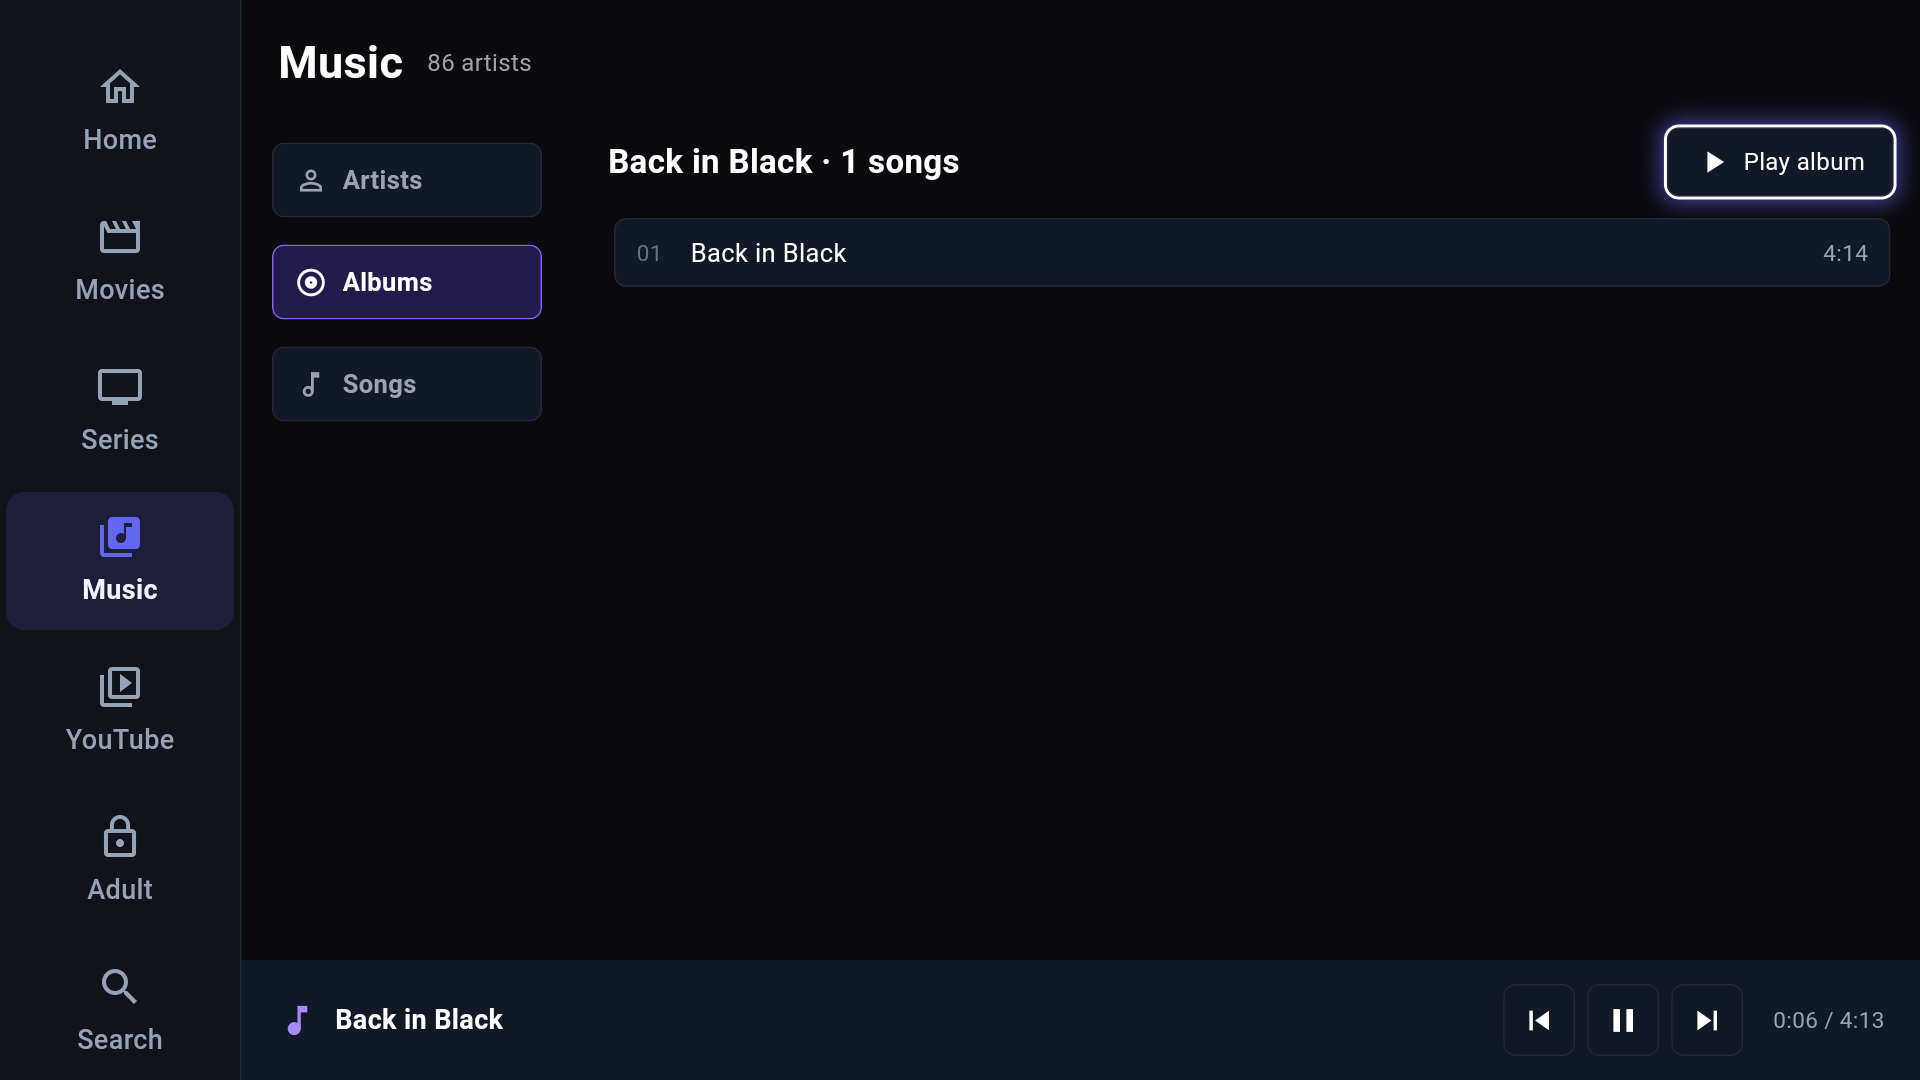 Home
Movies
Series
Music
YouTube
Adult
Search
Music 86 artists
Artists
Albums
Songs
Back in Black · 1 songs
Play album
01 Back in Black 4:14
Back in Black
0:06 / 4:13